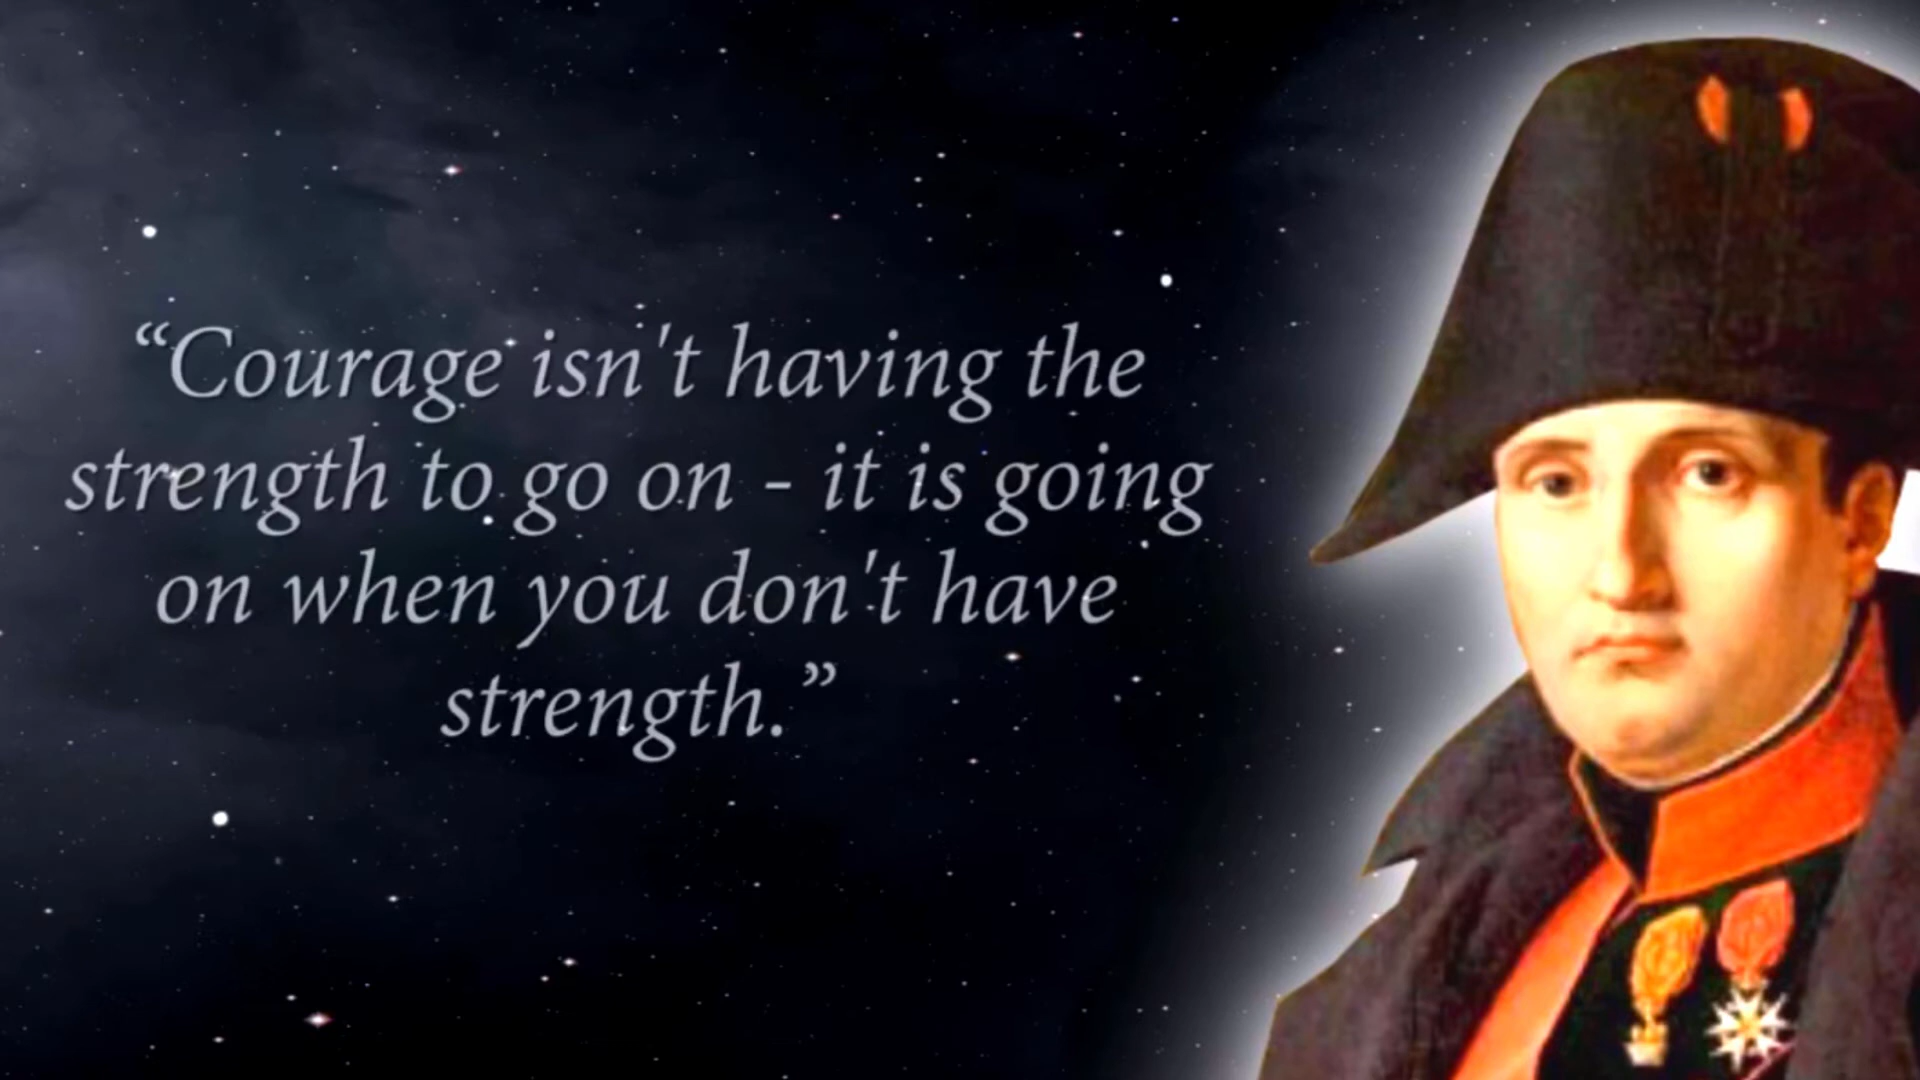 “Courage isn't having the
strength to go on - it is going
on when you don't have
strength.”